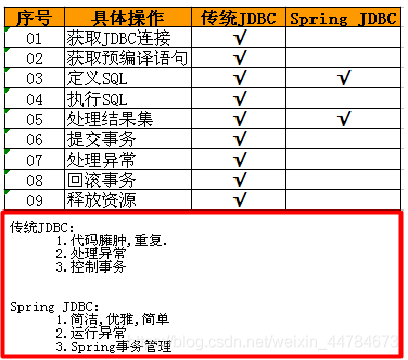 序号 具体操作 传统JDBC Spring JDBC
01 获取JDBC连接 √
02 获取预编译语句 √
03 定义SQL √ √
04 执行SQL √
05 处理结果集 √ √
06 提交事务 √
07 处理异常 √
08 回滚事务 √
09 释放资源 √
传统JDBC:
1.代码臃肿,重复.
2.处理异常
3.控制事务
Spring JDBC:
1.简洁,优雅,简单
2.运行异常
3.Spring事务管理
blog.csdn.net/weixin_44784673